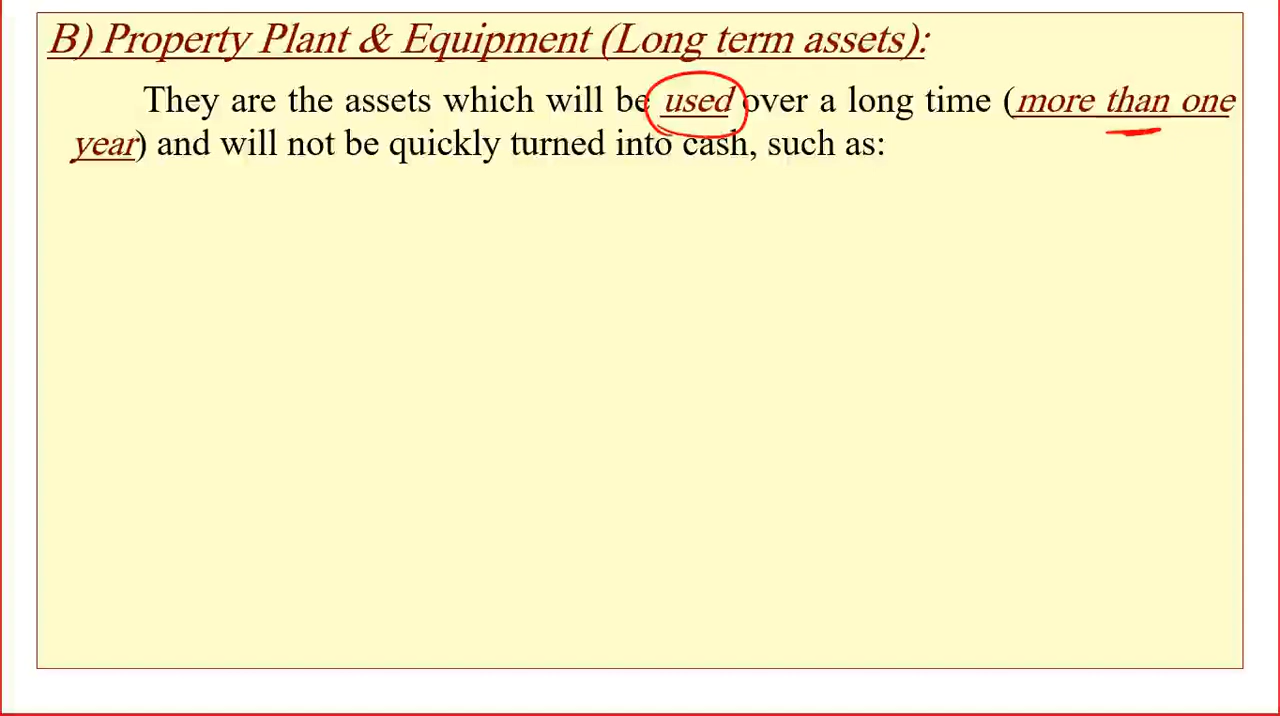 B) Property Plant & Equipment (Long term assets):
They are the assets which will be used over a long time (more than one
year) and will not be quickly turned into cash, such as: